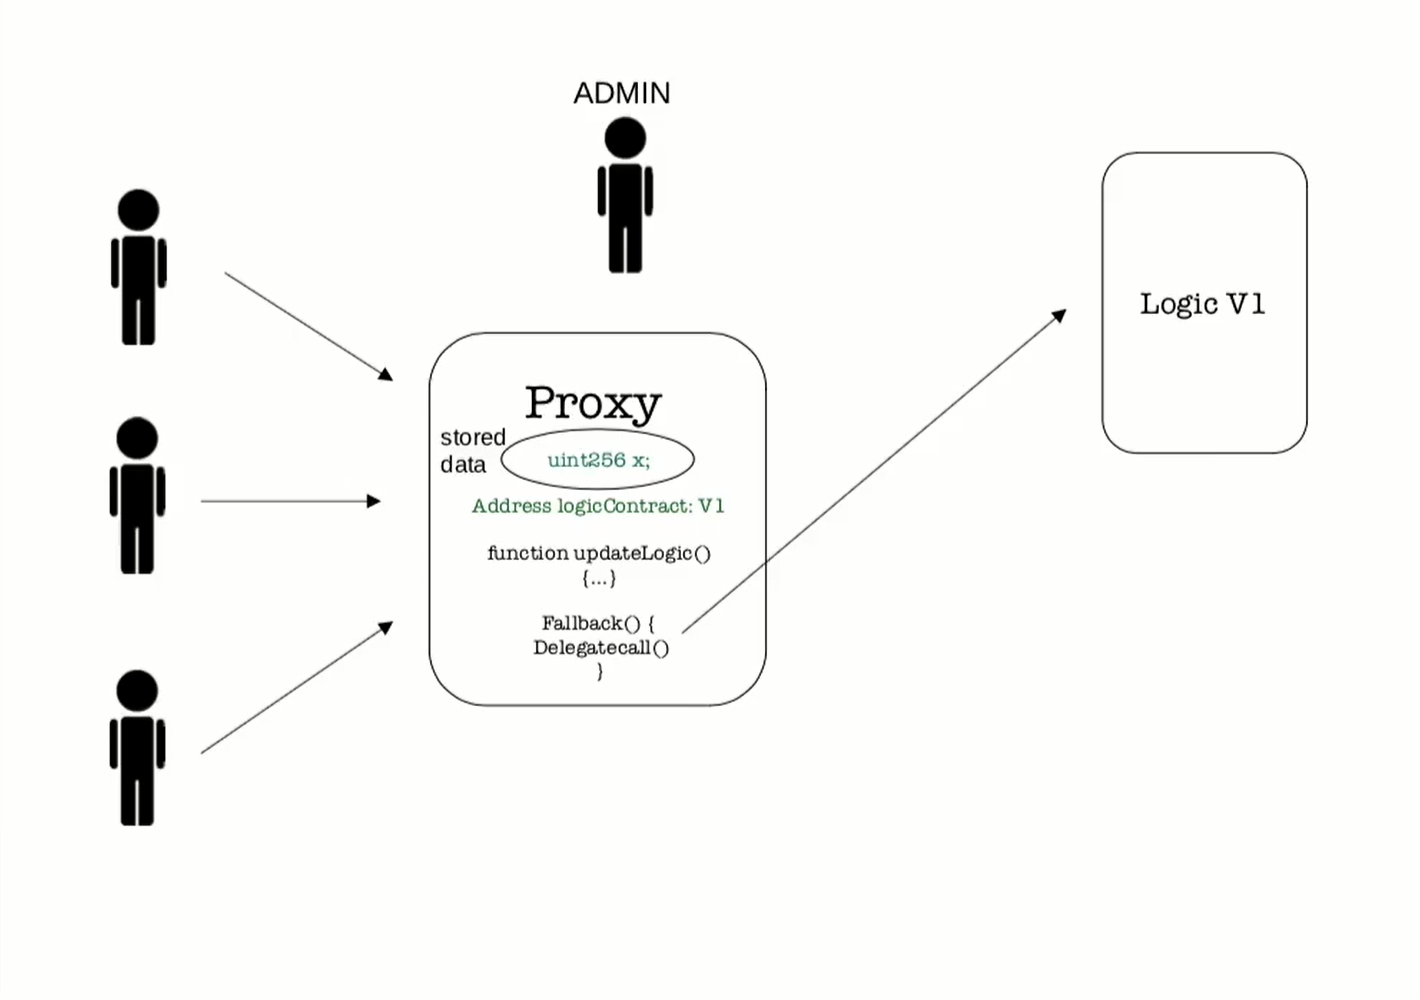 ADMIN
Logic V1
Proxy
stored
data
uint256 x;
Address logicContract: V1
function updateLogic()
{...}
Fallback() {
Delegatecall()
}